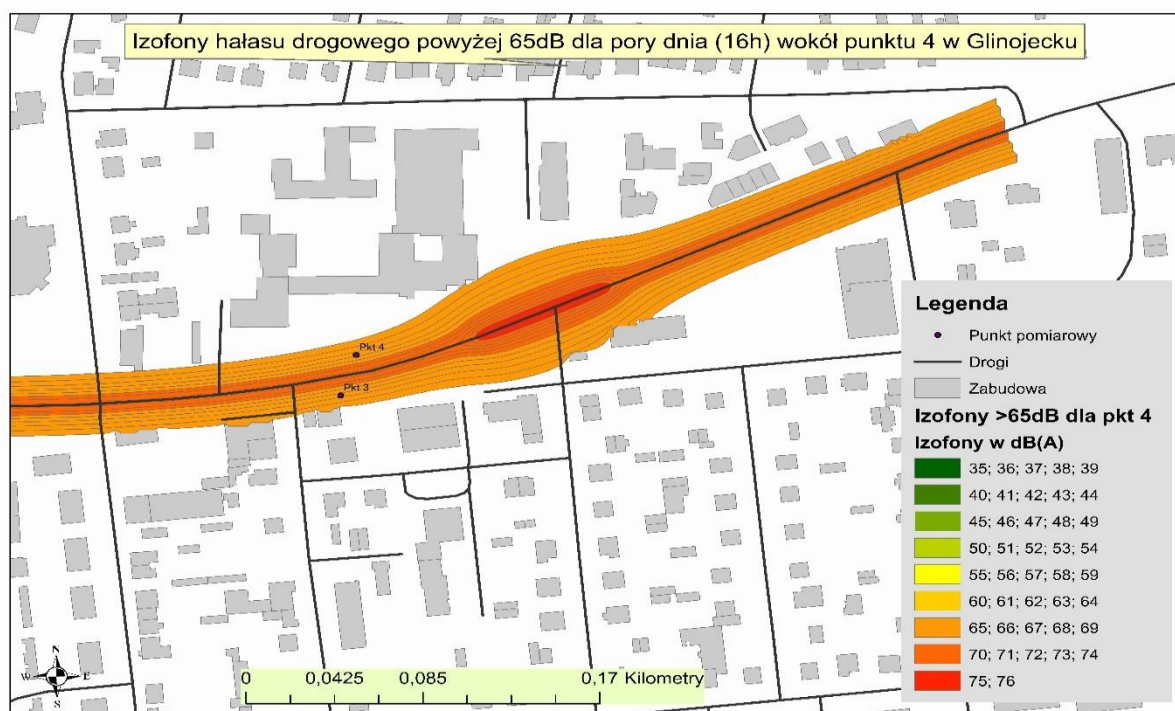 Izofony hałasu drogowego powyżej 65dB dla pory dnia (16h) wokół punktu 4 w Glinojecku
Pkt 4
Pkt 3
Legenda
Punkt pomiarowy
Drogi
Zabudowa
Izofony >65dB dla pkt 4
Izofony w dB(A)
35; 36; 37; 38; 39
40; 41; 42; 43; 44
45; 46; 47; 48; 49
50; 51; 52; 53; 54
55; 56; 57; 58; 59
60; 61; 62; 63; 64
65; 66; 67; 68; 69
70; 71; 72; 73; 74
75; 76
N
W E
S
0 0,0425 0,085 0,17 Kilometry